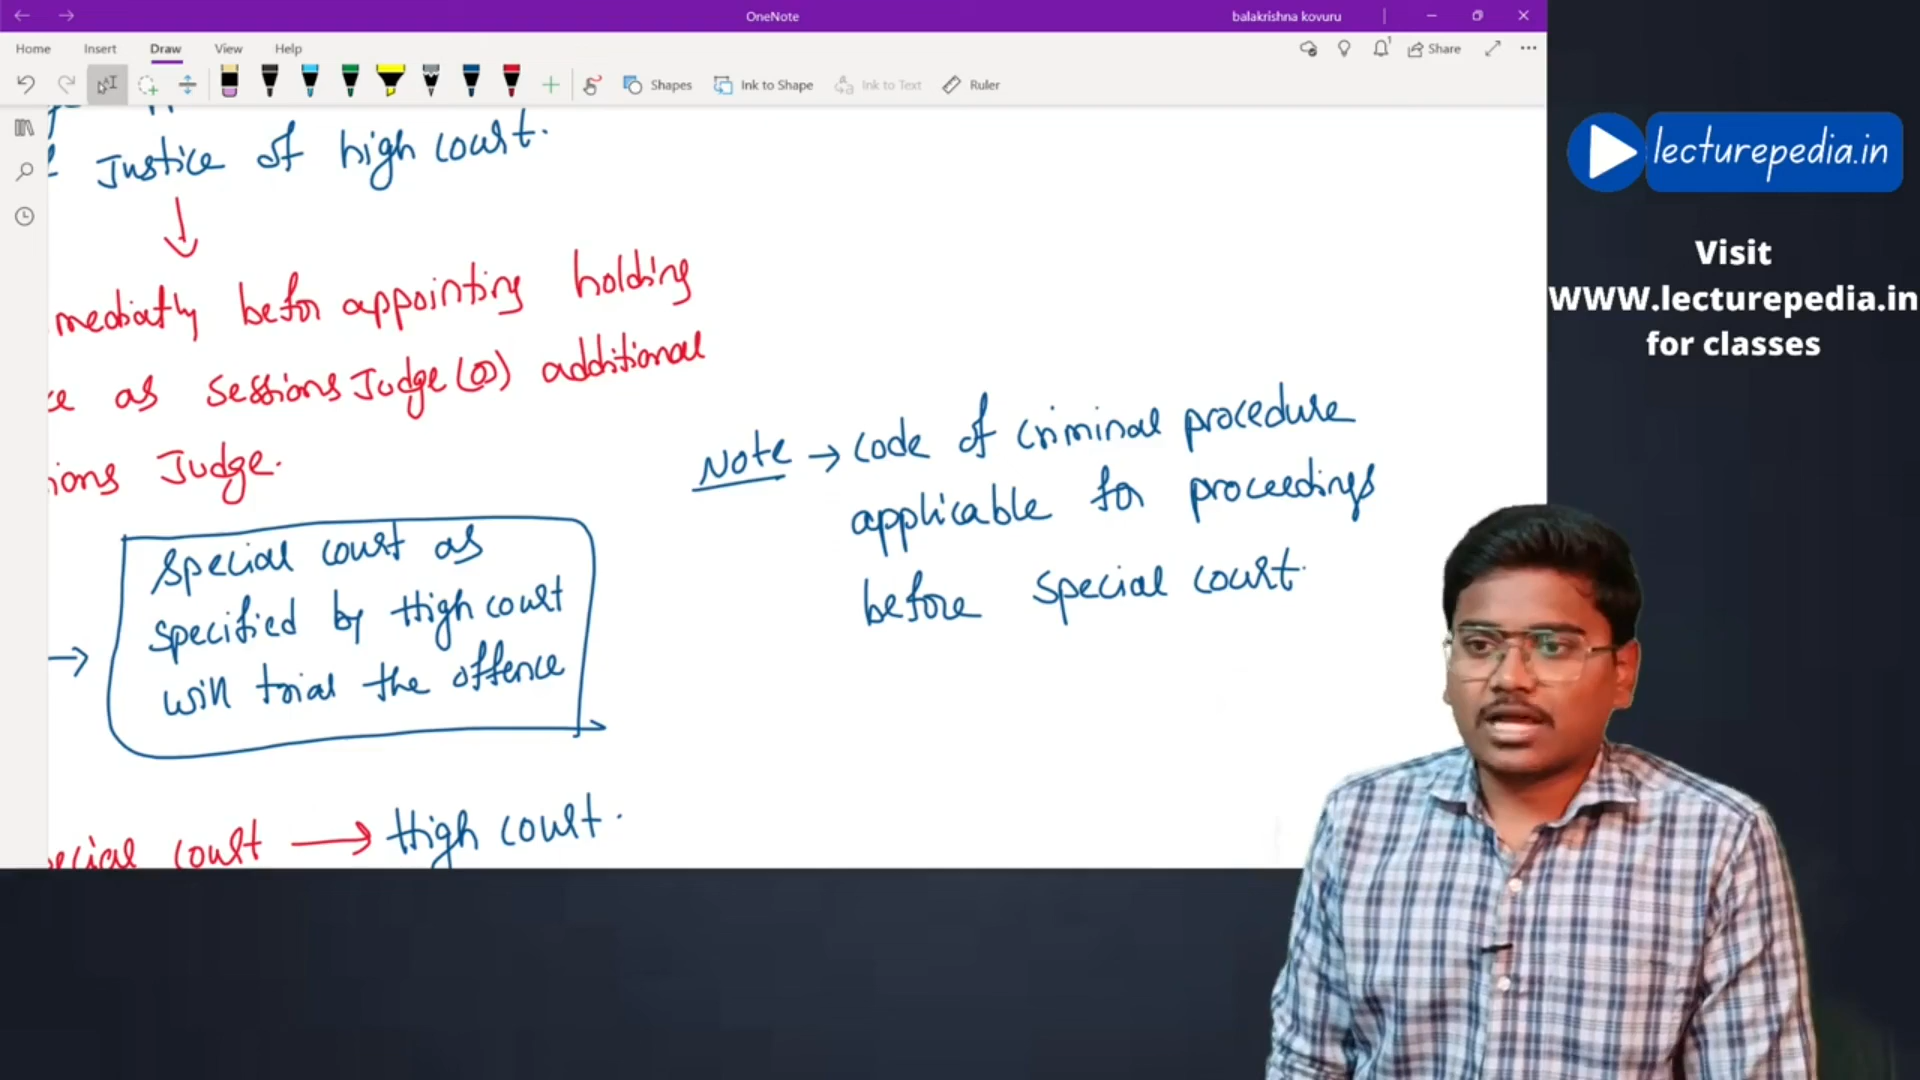 OneNote
balakrishna kovuru
Home Insert Draw View Help
1 Share
Shapes Ink to Shape Ink to Text Ruler
Justice of high court.
mediatly befor appointing holding
as Sessions Judge (or) additional
Judge.
Note → Code of criminal procedure
applicable for proceedings
before special court.
special court as
specified by High court
will trial the offence
court → High court.
lecturepedia.in
Visit
WWW.lecturepedia.in
for classes